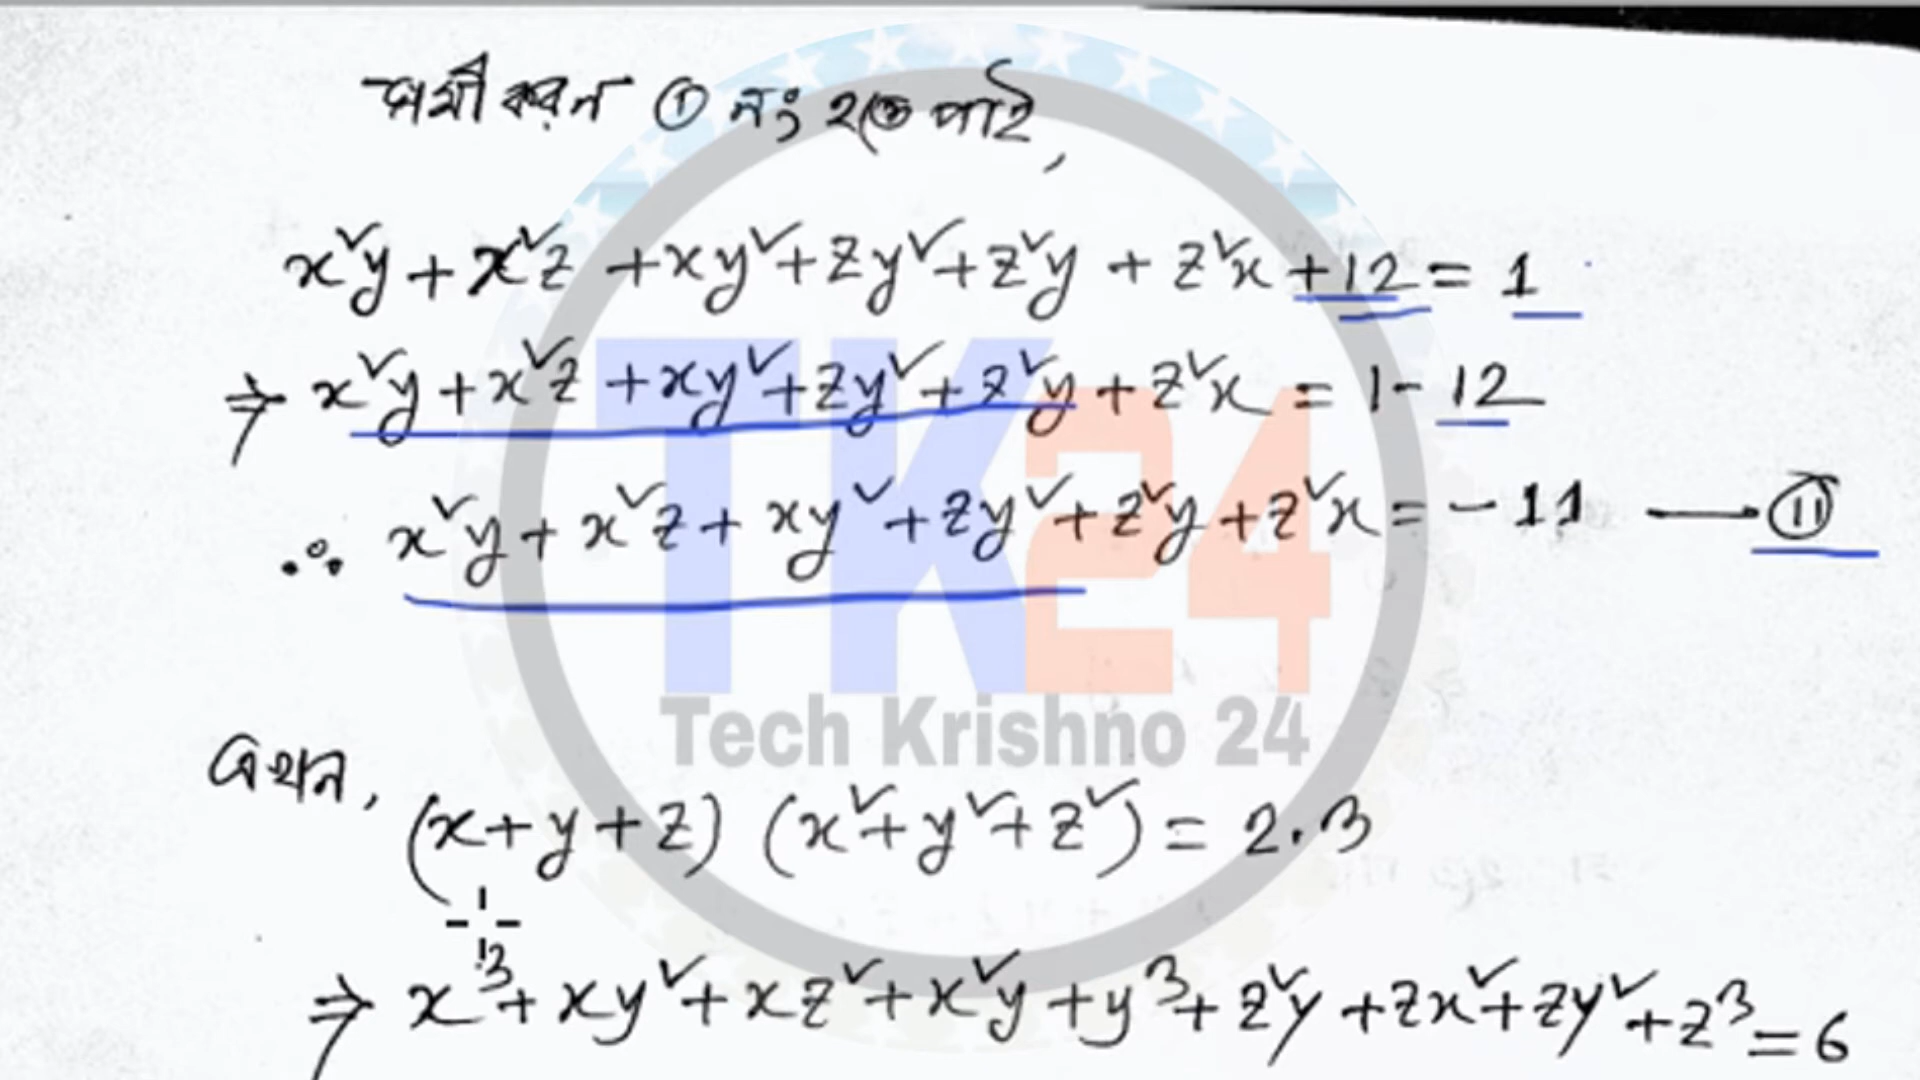 সমীকরন ① নং হতে পাই,
x²y + x²z + xy² + zy² + z²y + z²x + 12 = 1
⇒ x²y + x²z + xy² + zy² + z²y + z²x = 1 - 12
∴ x²y + x²z + xy² + zy² + z²y + z²x = - 11 —— ⑪
TK24
Tech Krishno 24
এখন,
(x + y + z) (x² + y² + z²) = 2.3
⇒ x³ + xy² + xz² + x²y + y³ + z²y + zx² + zy² + z³ = 6